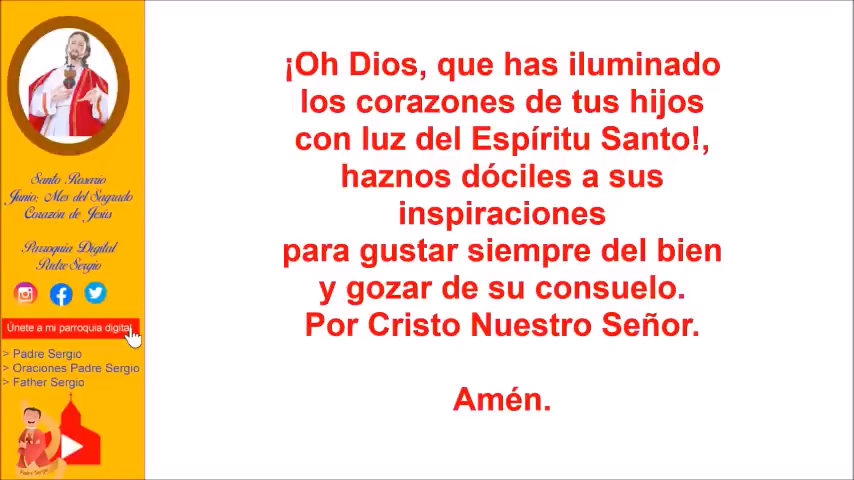 Santo Rosario
Junio: Mes del Sagrado
Corazón de Jesús
Parroquia Digital
Padre Sergio
Únete a mi parroquia digital
> Padre Sergio
> Oraciones Padre Sergio
> Father Sergio
Padre Sergio
¡Oh Dios, que has iluminado
los corazones de tus hijos
con luz del Espíritu Santo!,
haznos dóciles a sus
inspiraciones
para gustar siempre del bien
y gozar de su consuelo.
Por Cristo Nuestro Señor.
Amén.